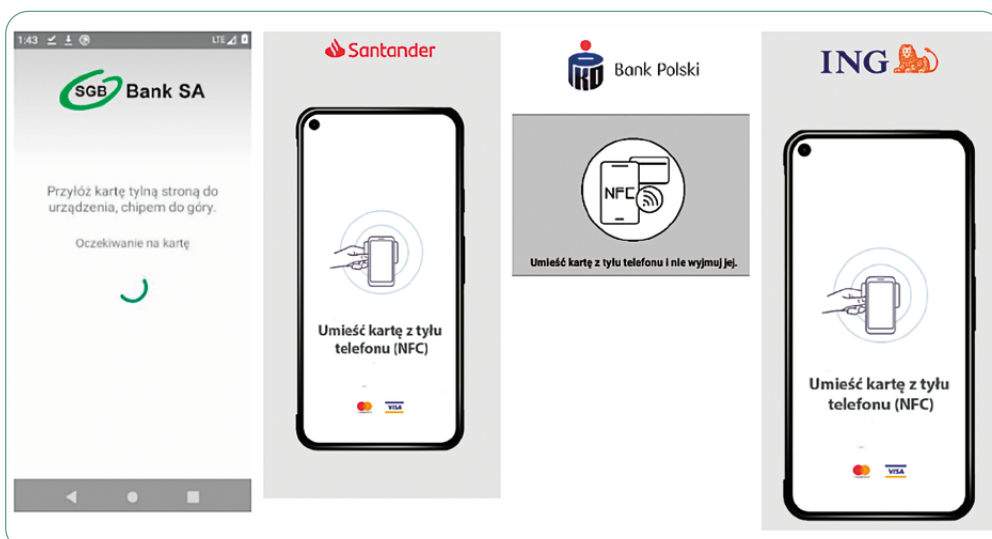 1:43
LTE
SGB Bank SA
Przyłóż kartę tylną stroną do
urządzenia, chipem do góry.
Oczekiwanie na kartę
Santander
Umieść kartę z tyłu
telefonu (NFC)
VISA
PKO Bank Polski
NFC
Umieść kartę z tyłu telefonu i nie wyjmuj jej.
ING
Umieść kartę z tyłu
telefonu (NFC)
VISA